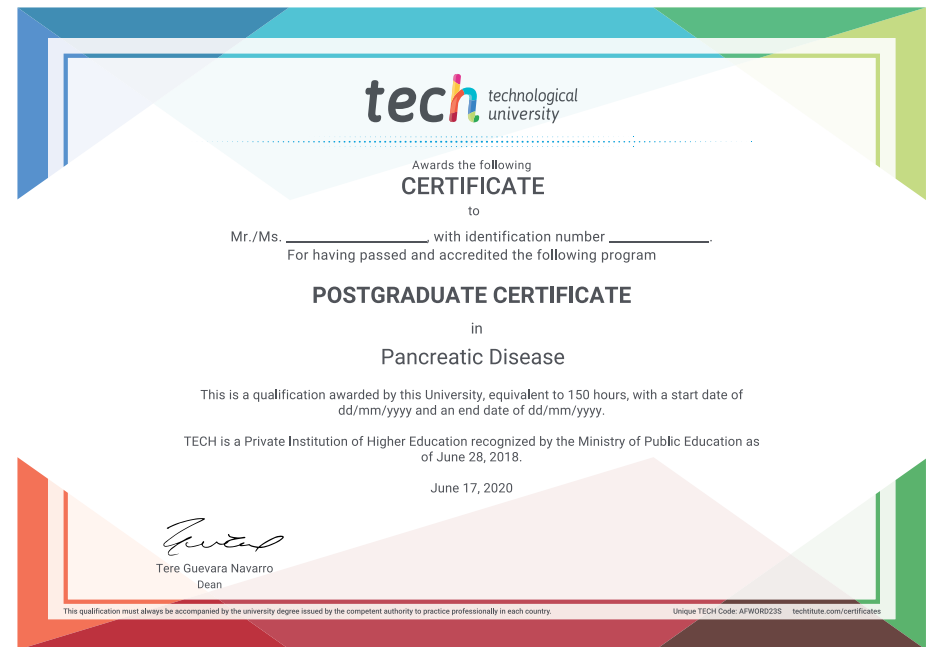 tech technological
university
Awards the following
CERTIFICATE
to
Mr./Ms. ____________________, with identification number ______________.
For having passed and accredited the following program
POSTGRADUATE CERTIFICATE
in
Pancreatic Disease
This is a qualification awarded by this University, equivalent to 150 hours, with a start date of
dd/mm/yyyy and an end date of dd/mm/yyyy.
TECH is a Private Institution of Higher Education recognized by the Ministry of Public Education as
of June 28, 2018.
June 17, 2020
Tere Guevara Navarro
Dean
This qualification must always be accompanied by the university degree issued by the competent authority to practice professionally in each country. Unique TECH Code: AFWORD23S techtitute.com/certificates